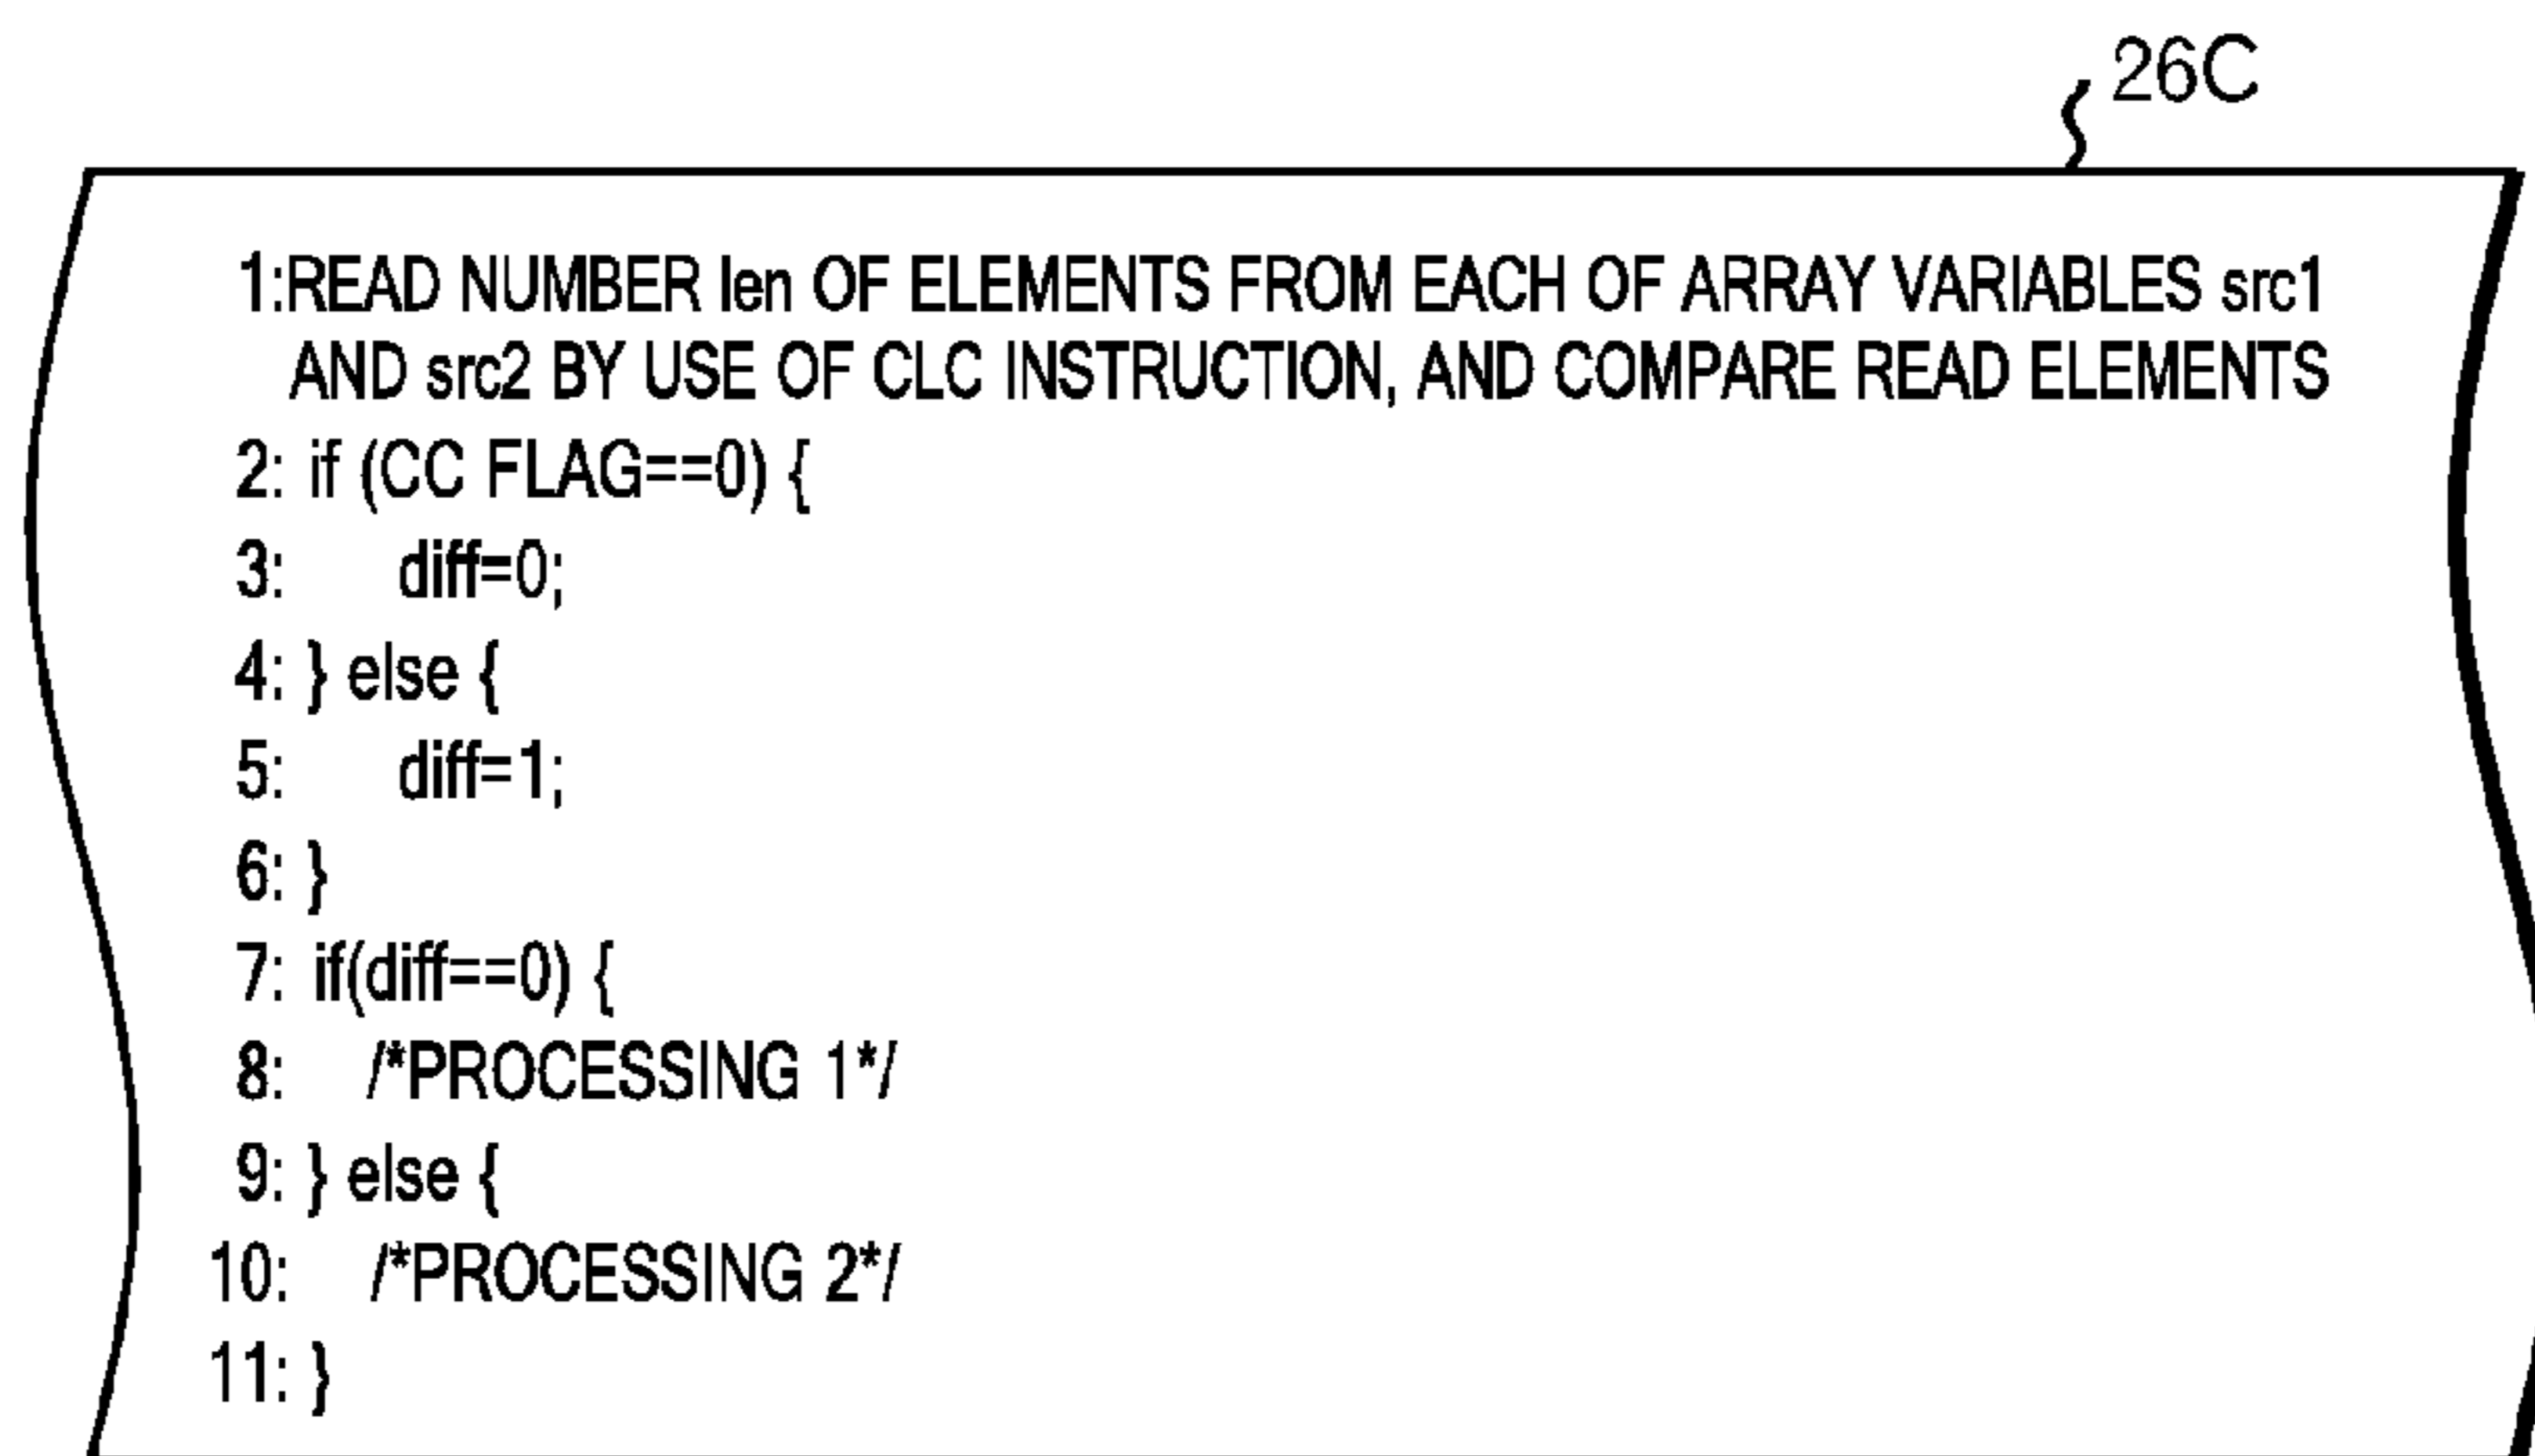 26C
1:READ NUMBER len OF ELEMENTS FROM EACH OF ARRAY VARIABLES src1
AND src2 BY USE OF CLC INSTRUCTION, AND COMPARE READ ELEMENTS
2: if (CC FLAG==0) {
3: diff=0;
4: } else {
5: diff=1;
6: }
7: if(diff==0) {
8: /*PROCESSING 1*/
9: } else {
10: /*PROCESSING 2*/
11: }